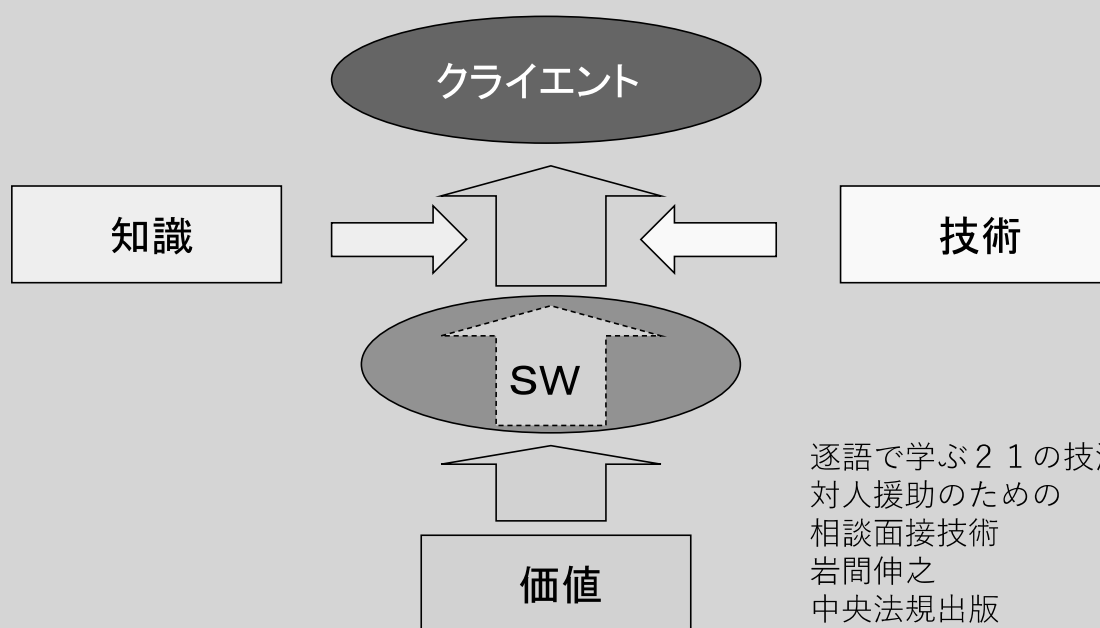 クライエント
知識
技術
SW
価値
逐語で学ぶ２１の技
対人援助のための
相談面接技術
岩間伸之
中央法規出版